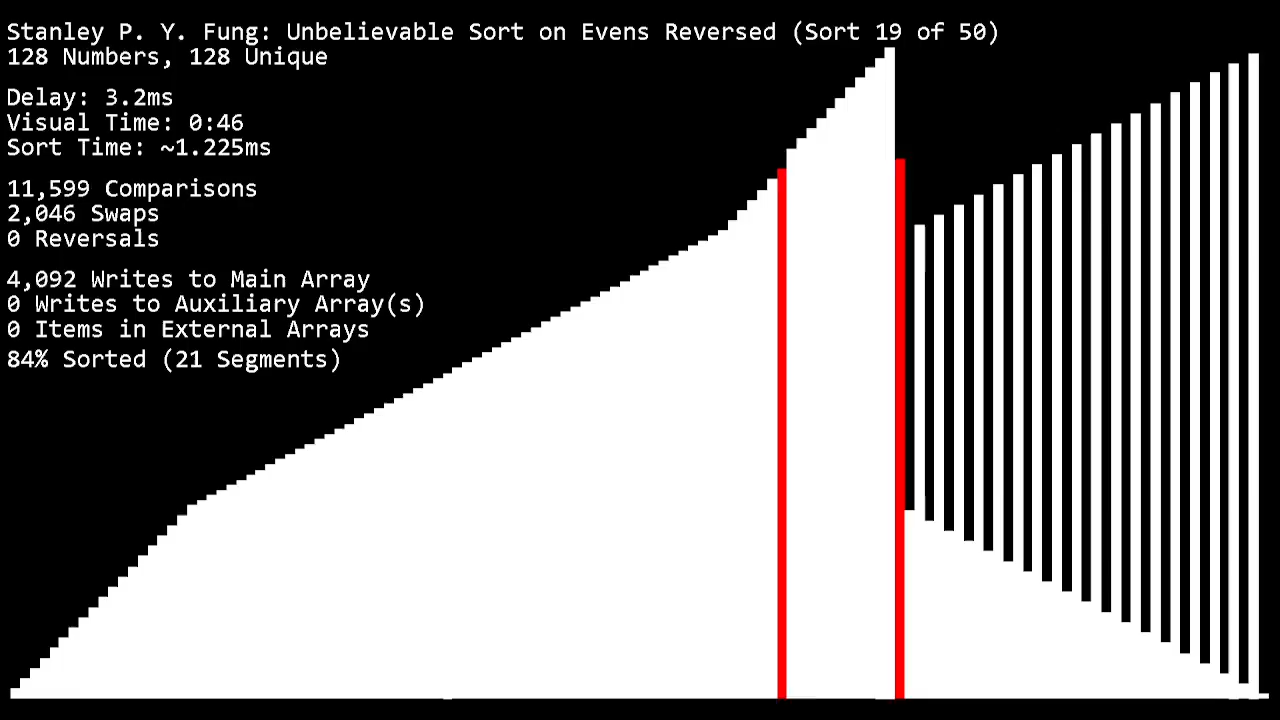 Stanley P. Y. Fung: Unbelievable Sort on Evens Reversed (Sort 19 of 50)
128 Numbers, 128 Unique
Delay: 3.2ms
Visual Time: 0:46
Sort Time: ~1.225ms
11,599 Comparisons
2,046 Swaps
0 Reversals
4,092 Writes to Main Array
0 Writes to Auxiliary Array(s)
0 Items in External Arrays
84% Sorted (21 Segments)